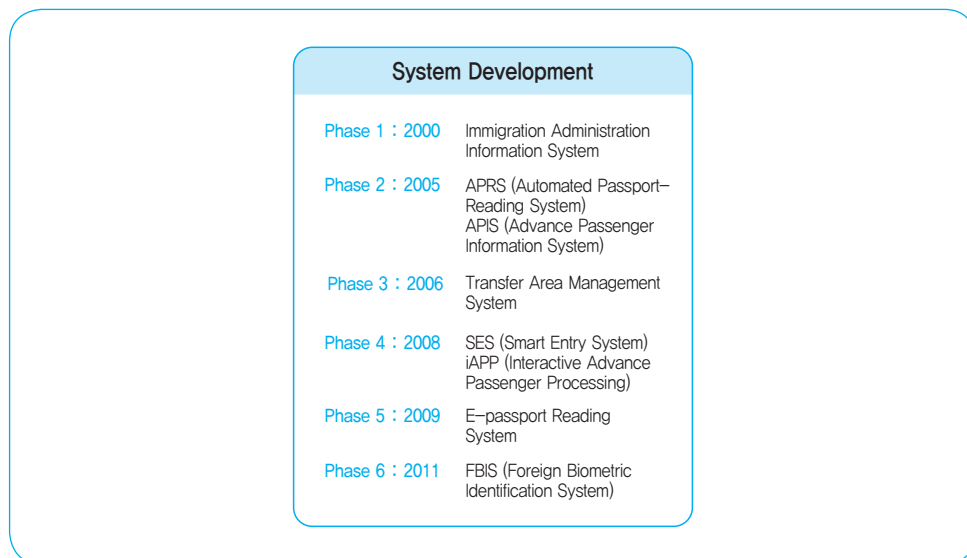 System Development
Phase 1 : 2000 Immigration Administration
Information System
Phase 2 : 2005 APRS (Automated Passport-
Reading System)
APIS (Advance Passenger
Information System)
Phase 3 : 2006 Transfer Area Management
System
Phase 4 : 2008 SES (Smart Entry System)
iAPP (Interactive Advance
Passenger Processing)
Phase 5 : 2009 E-passport Reading
System
Phase 6 : 2011 FBIS (Foreign Biometric
Identification System)